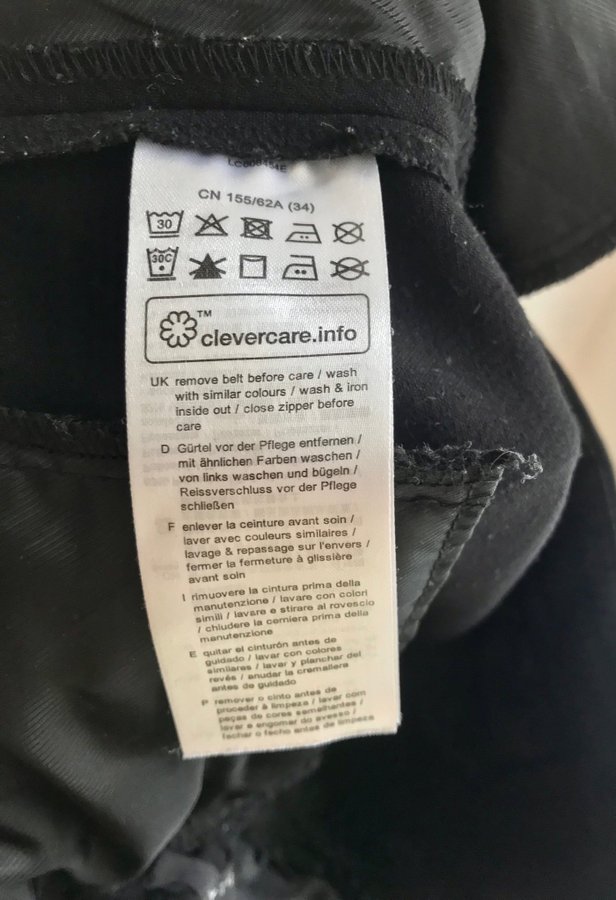 CN 155/62A (34)
30
30C
TM
clevercare.info
UK remove belt before care / wash
with similar colours / wash & iron
inside out / close zipper before
care
D Gürtel vor der Pflege entfernen /
mit ähnlichen Farben waschen /
von links waschen und bügeln /
Reissverschluss vor der Pflege
schließen
F enlever la ceinture avant soin /
laver avec couleurs similaires /
lavage & repassage sur l'envers /
fermer la fermeture à glissière
avant soin
I rimuovere la cintura prima della
manutenzione / lavare con colori
simili / lavare e stirare al rovescio
/ chiudere la cerniera prima della
manutenzione
E quitar el cinturón antes de
guidado / lavar con colores
similares / lavar y planchar del
revés / anudar la cremallera
antes de guidado
P remover o cinto antes de
proceder à limpeza / lavar com
peças de cores semelhantes /
lavar e engomar do avesso /
fechar o fecho antes de limpeza